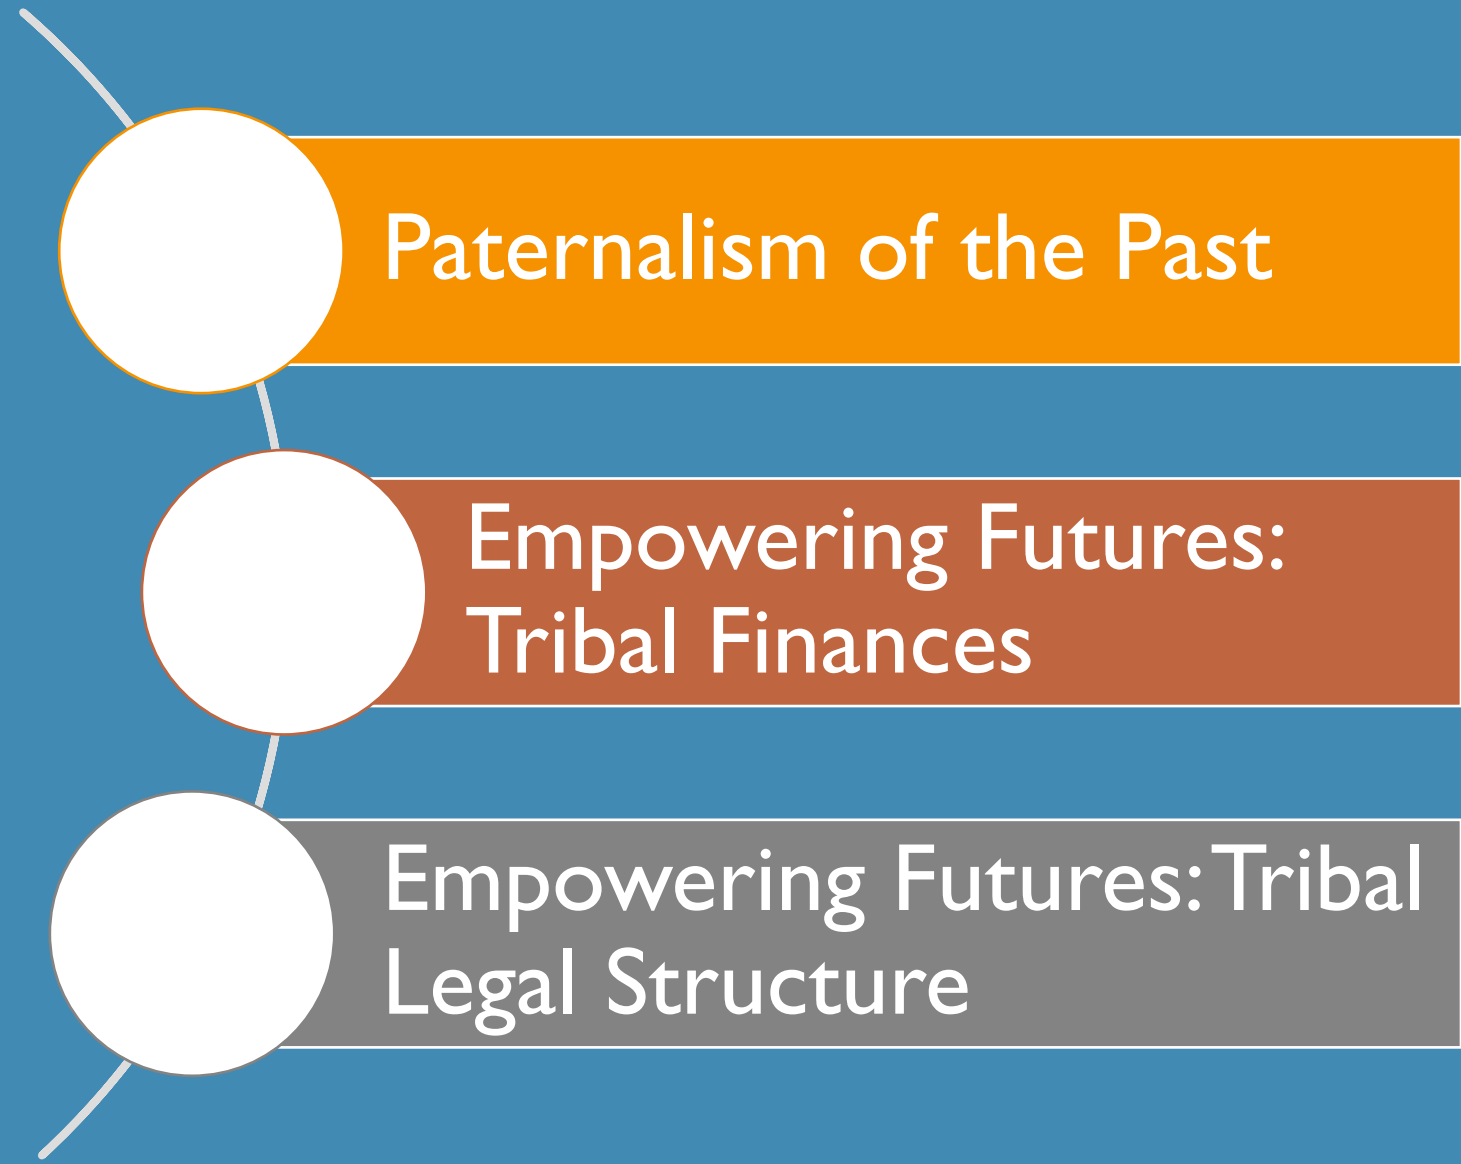 Paternalism of the Past
Empowering Futures:
Tribal Finances
Empowering Futures: Tribal
Legal Structure